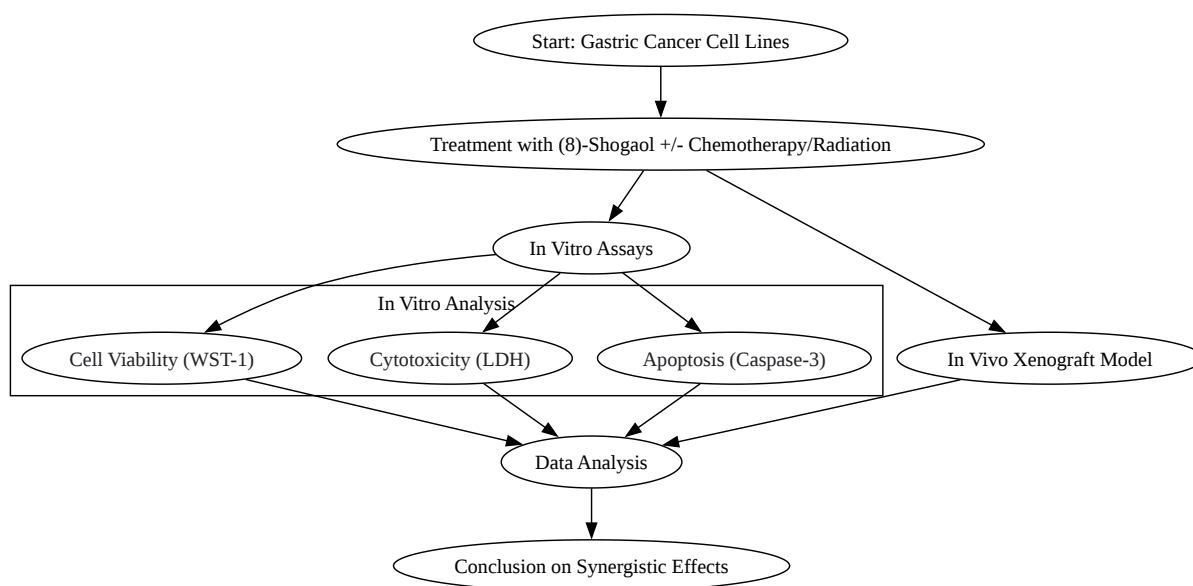 Start: Gastric Cancer Cell Lines
Treatment with (8)-Shogaol +/- Chemotherapy/Radiation
In Vitro Assays
In Vitro Analysis
Cell Viability (WST-1)
Cytotoxicity (LDH)
Apoptosis (Caspase-3)
In Vivo Xenograft Model
Data Analysis
Conclusion on Synergistic Effects